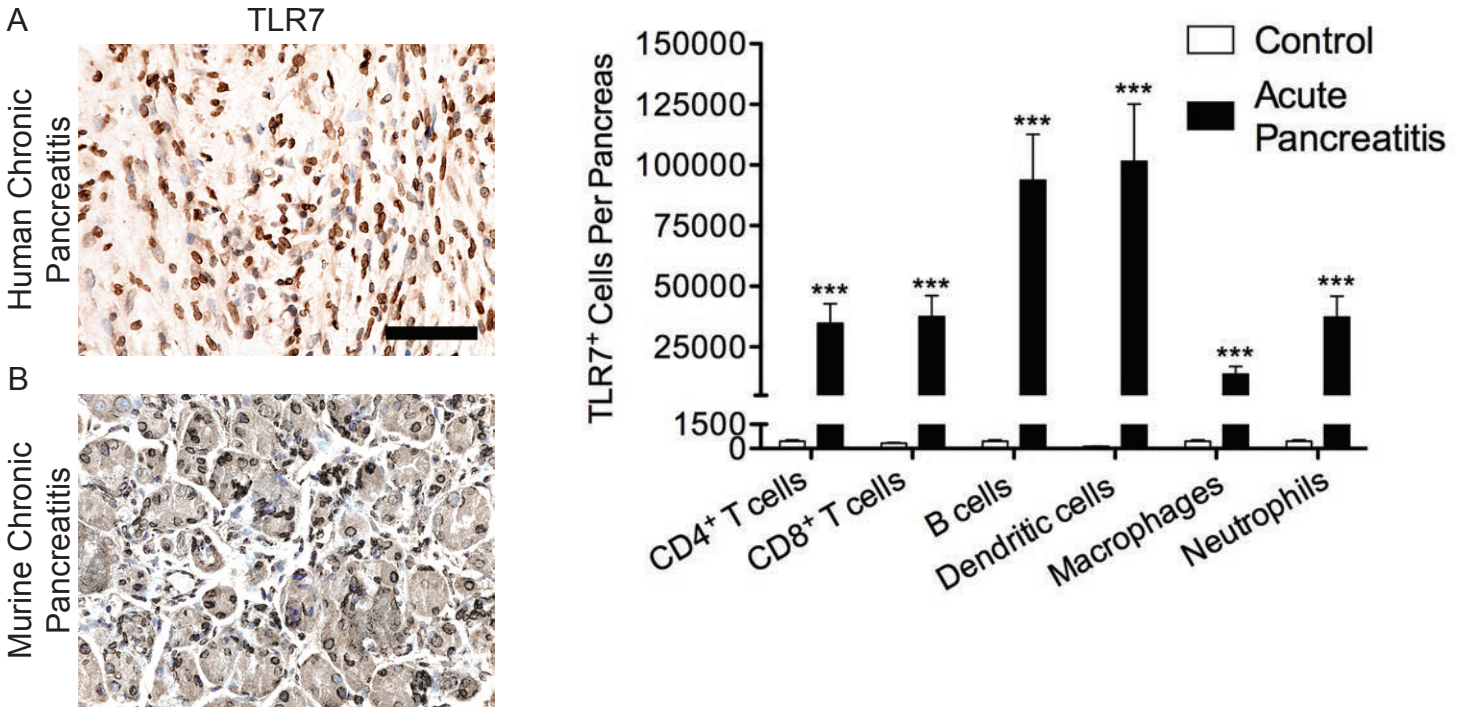 A
TLR7
Human Chronic
Pancreatitis
B
Murine Chronic
Pancreatitis
TLR7+ Cells Per Pancreas
150000
125000
100000
75000
50000
25000
1500
0
***
***
***
***
***
***
CD4+ T cells
CD8+ T cells
B cells
Dendritic cells
Macrophages
Neutrophils
Control
Acute
Pancreatitis